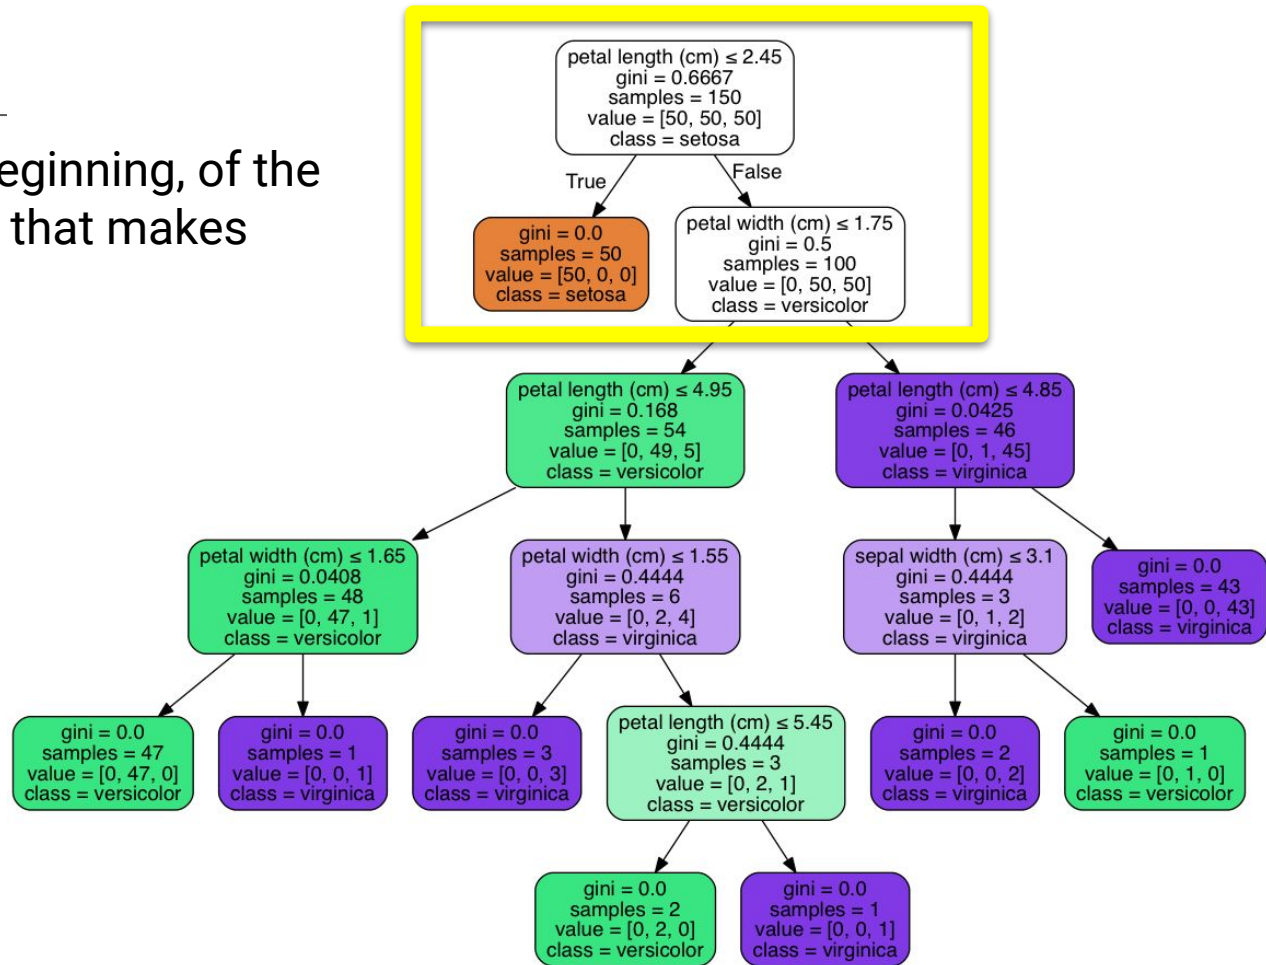 eginning, of the
that makes
petal length (cm) ≤ 2.45
gini = 0.6667
samples = 150
value = [50, 50, 50]
class = setosa
True
False
gini = 0.0
samples = 50
value = [50, 0, 0]
class = setosa
petal width (cm) ≤ 1.75
gini = 0.5
samples = 100
value = [0, 50, 50]
class = versicolor
petal length (cm) ≤ 4.95
gini = 0.168
samples = 54
value = [0, 49, 5]
class = versicolor
petal length (cm) ≤ 4.85
gini = 0.0425
samples = 46
value = [0, 1, 45]
class = virginica
petal width (cm) ≤ 1.65
gini = 0.0408
samples = 48
value = [0, 47, 1]
class = versicolor
petal width (cm) ≤ 1.55
gini = 0.4444
samples = 6
value = [0, 2, 4]
class = virginica
sepal width (cm) ≤ 3.1
gini = 0.4444
samples = 3
value = [0, 1, 2]
class = virginica
gini = 0.0
samples = 43
value = [0, 0, 43]
class = virginica
gini = 0.0
samples = 47
value = [0, 47, 0]
class = versicolor
gini = 0.0
samples = 1
value = [0, 0, 1]
class = virginica
gini = 0.0
samples = 3
value = [0, 0, 3]
class = virginica
petal length (cm) ≤ 5.45
gini = 0.4444
samples = 3
value = [0, 2, 1]
class = versicolor
gini = 0.0
samples = 2
value = [0, 0, 2]
class = virginica
gini = 0.0
samples = 1
value = [0, 1, 0]
class = versicolor
gini = 0.0
samples = 2
value = [0, 2, 0]
class = versicolor
gini = 0.0
samples = 1
value = [0, 0, 1]
class = virginica